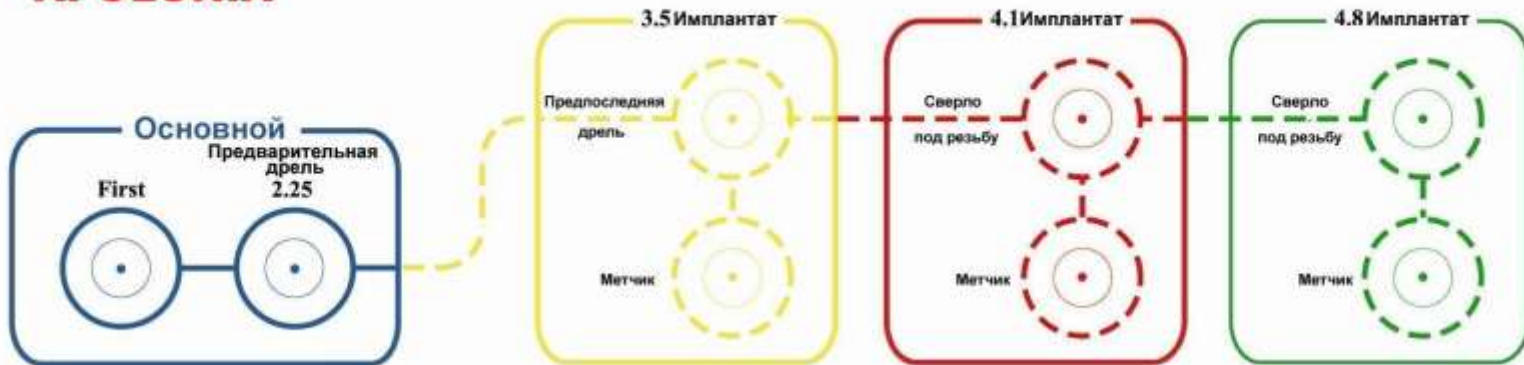 3.5 Имплантат
4.1 Имплантат
4.8 Имплантат
Основной
Предварительная
дрель
First
2.25
Предпоследняя
дрель
Метчик
Сверло
под резьбу
Метчик
Сверло
под резьбу
Метчик